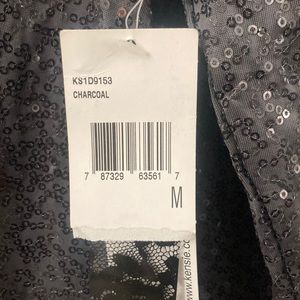 KS1D9153
CHARCOAL
7 87329 63561 7
M
www.kensie.co